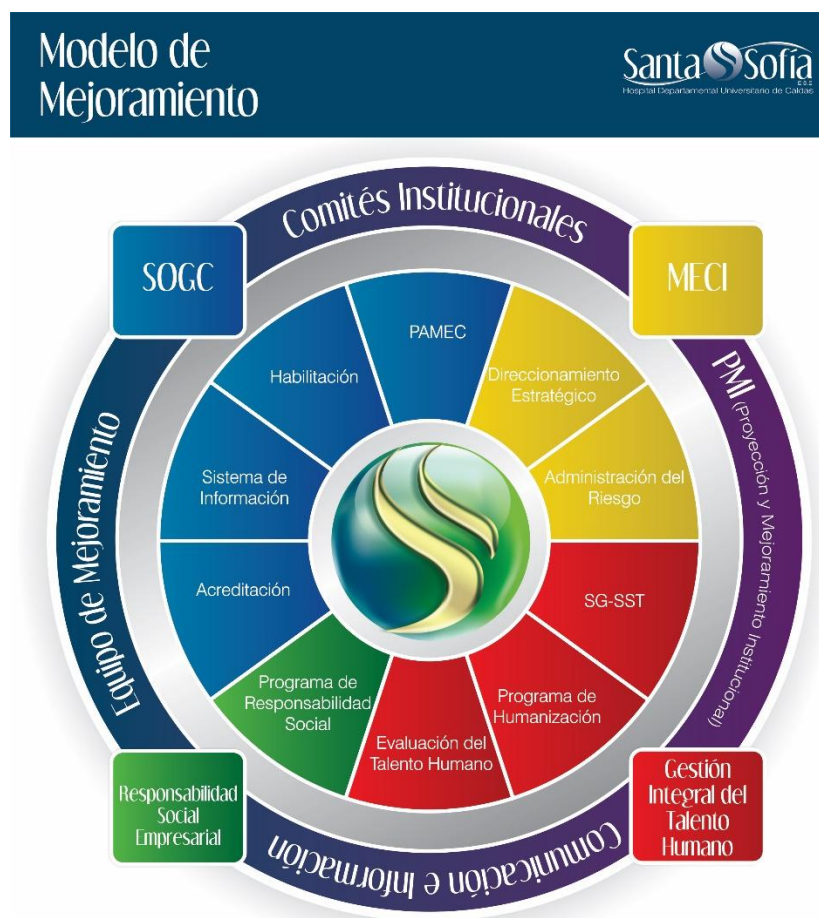 Modelo de
Mejoramiento
Santa Sofía
E.S.E
Hospital Departamental Universitario de Caldas
Comités Institucionales
SOGC
MECI
PAMEC
Habilitación
Direccionamiento
Estratégico
Sistema de
Información
Administración del
Riesgo
Acreditación
SG-SST
Programa de
Responsabilidad
Social
Evaluación del
Talento Humano
Programa de
Humanización
Equipo de Mejoramiento
PMI (Proyección y Mejoramiento Institucional)
Responsabilidad
Social
Empresarial
Gestión
Integral del
Talento
Humano
Comunicación e Información